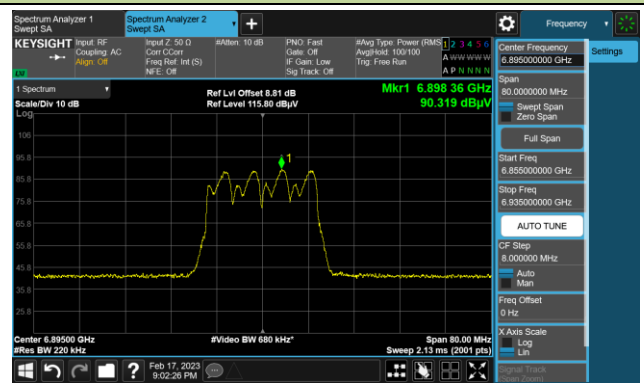 Spectrum Analyzer 1
Swept SA
Spectrum Analyzer 2
Swept SA
Frequency
KEYSIGHT
Input: RF
Coupling: AC
Align: Off
Input Z: 50 Ω
Corr CCorr
Freq Ref: Int (S)
NFE: Off
#Atten: 10 dB
PNO: Fast
Gate: Off
IF Gain: Low
Sig Track: Off
#Avg Type: Power (RMS)
Avg|Hold: 100/100
Trig: Free Run
1 2 3 4 5 6
A W W W W W
A P N N N N
LV
1 Spectrum
Scale/Div 10 dB
Log
Ref Lvl Offset 8.81 dB
Ref Level 115.80 dBµV
Mkr1 6.898 36 GHz
90.319 dBµV
106
95.8
1
85.8
75.8
65.8
55.8
45.8
35.8
25.8
Center 6.89500 GHz
#Res BW 220 kHz
#Video BW 680 kHz*
Span 80.00 MHz
Sweep 2.13 ms (2001 pts)
Center Frequency
6.895000000 GHz
Settings
Span
80.0000000 MHz
Swept Span
Zero Span
Full Span
Start Freq
6.855000000 GHz
Stop Freq
6.935000000 GHz
AUTO TUNE
CF Step
8.000000 MHz
Auto
Man
Freq Offset
0 Hz
X Axis Scale
Log
Lin
Signal Track
(Span Zoom)
?
Feb 17, 2023
9:02:26 PM